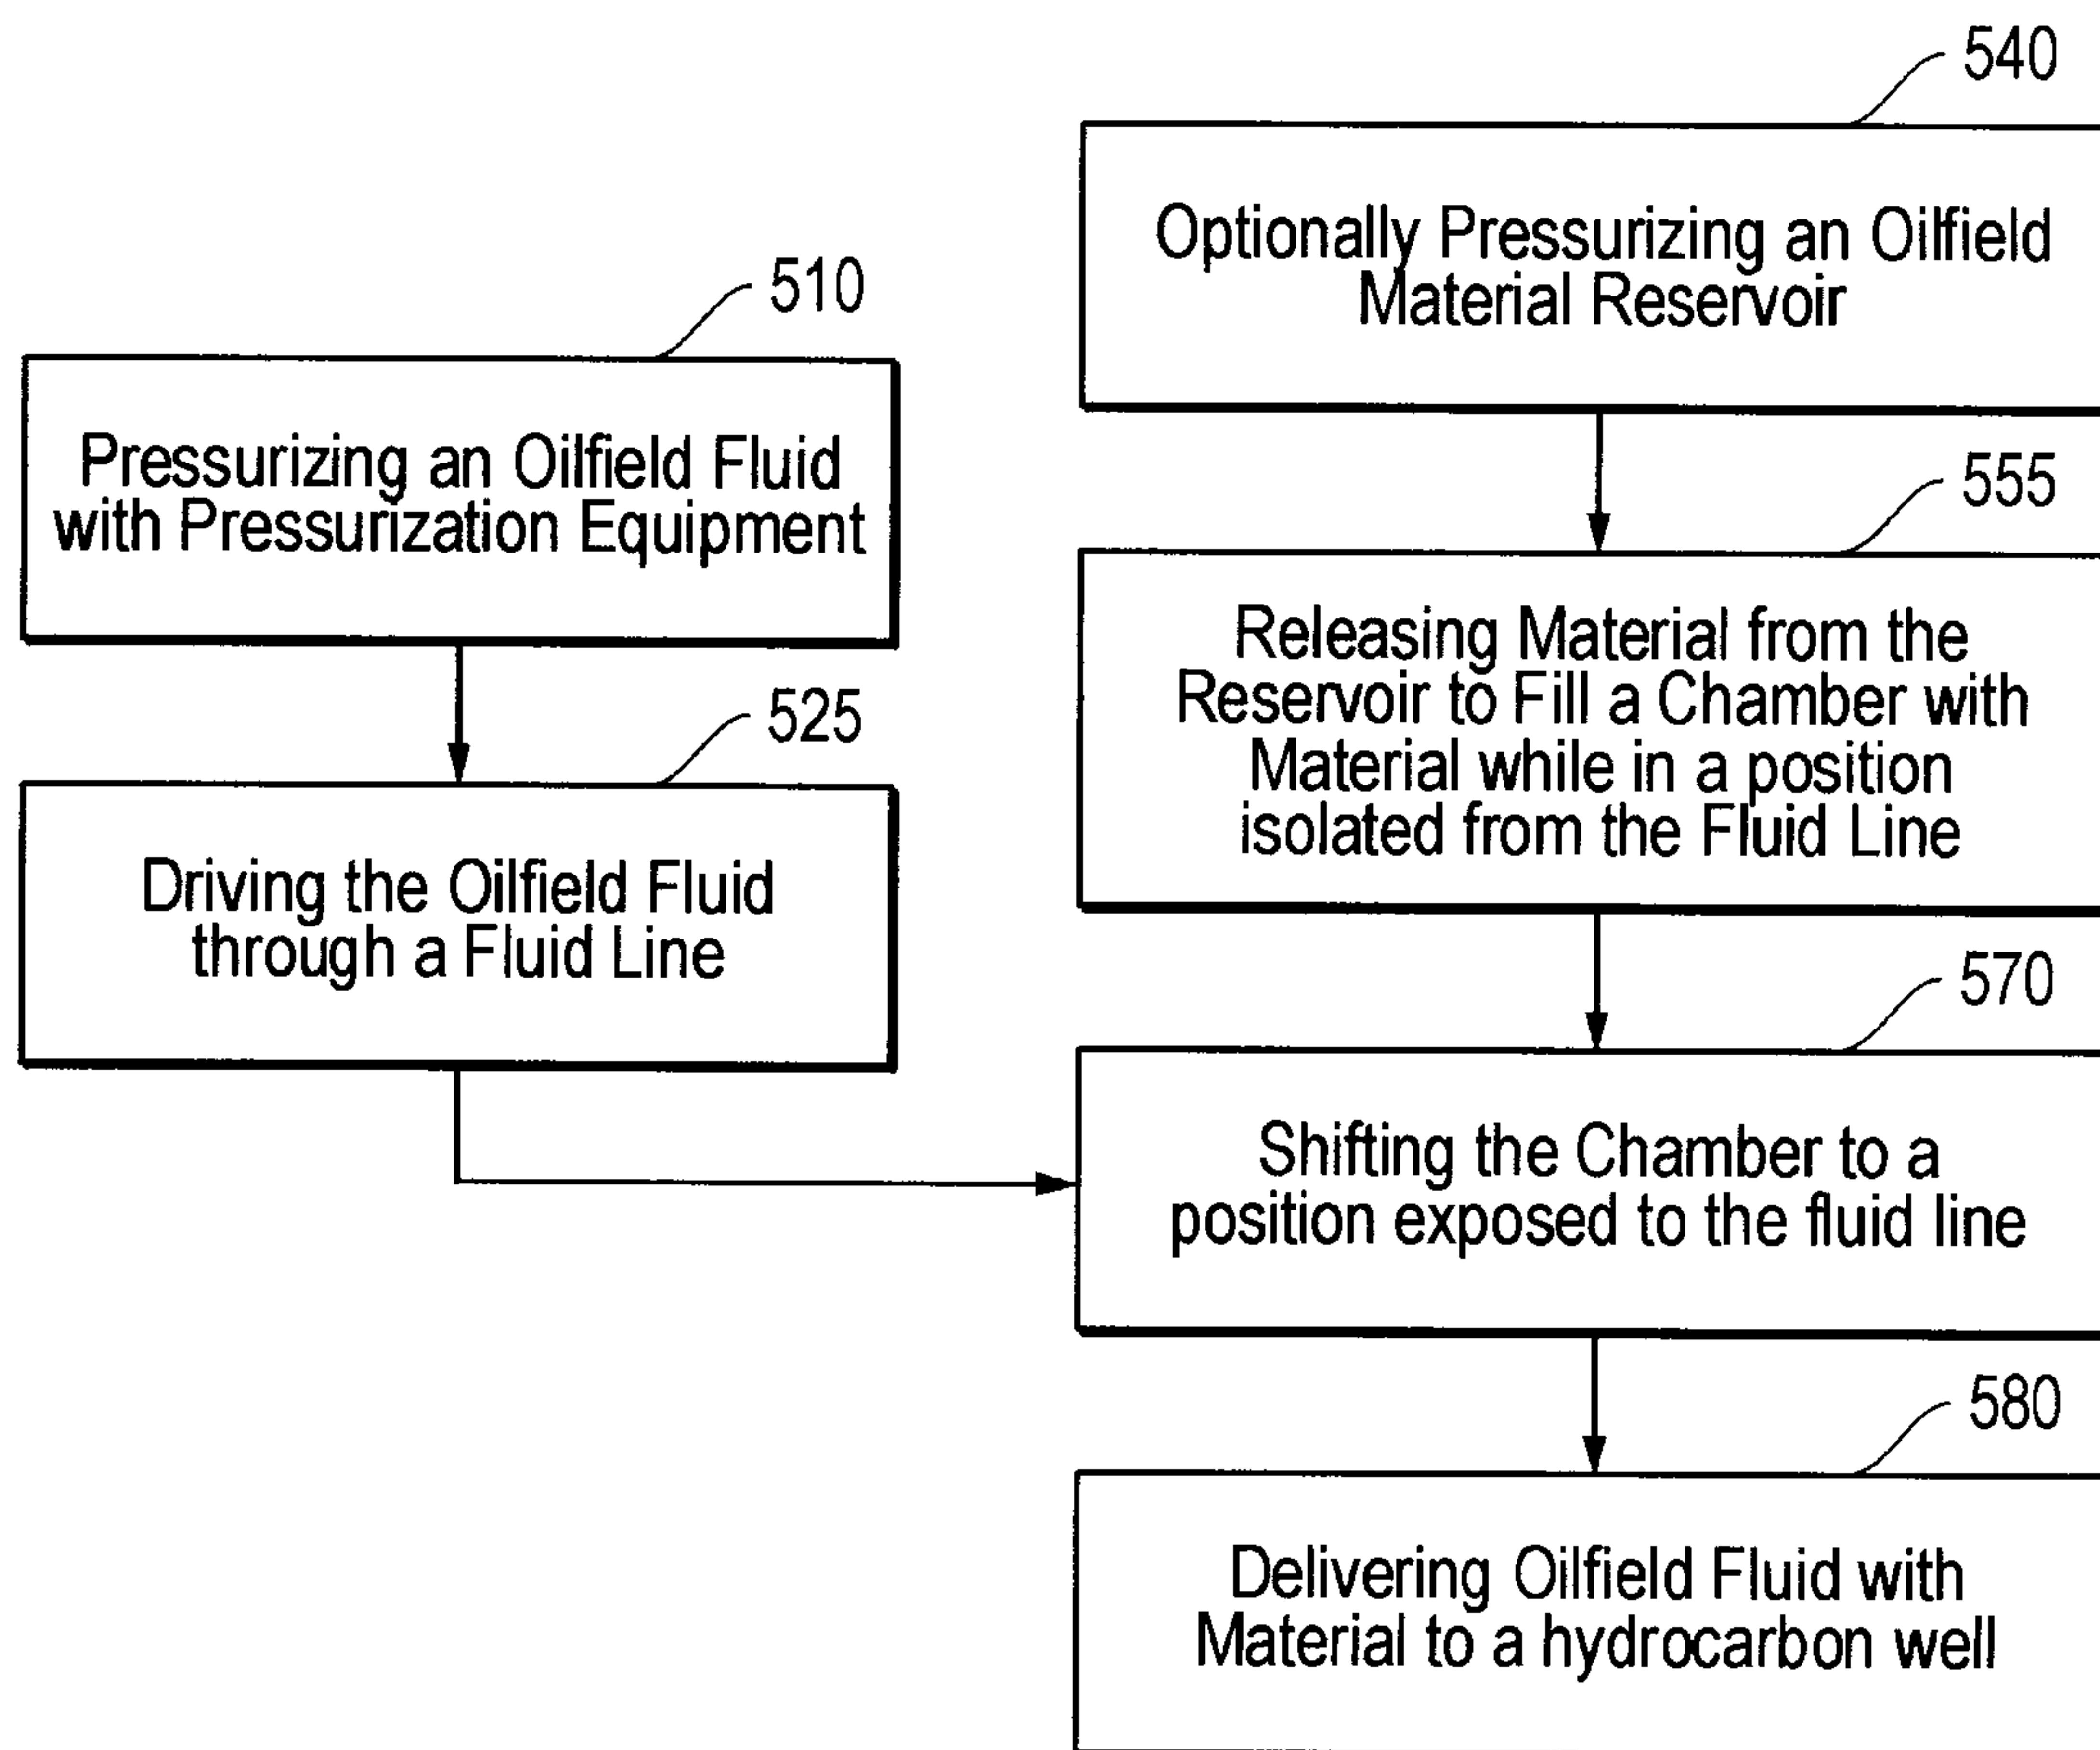 540
Optionally Pressurizing an Oilfield
Material Reservoir
510
Pressurizing an Oilfield Fluid
with Pressurization Equipment
555
Releasing Material from the
Reservoir to Fill a Chamber with
Material while in a position
isolated from the Fluid Line
525
Driving the Oilfield Fluid
through a Fluid Line
570
Shifting the Chamber to a
position exposed to the fluid line
580
Delivering Oilfield Fluid with
Material to a hydrocarbon well